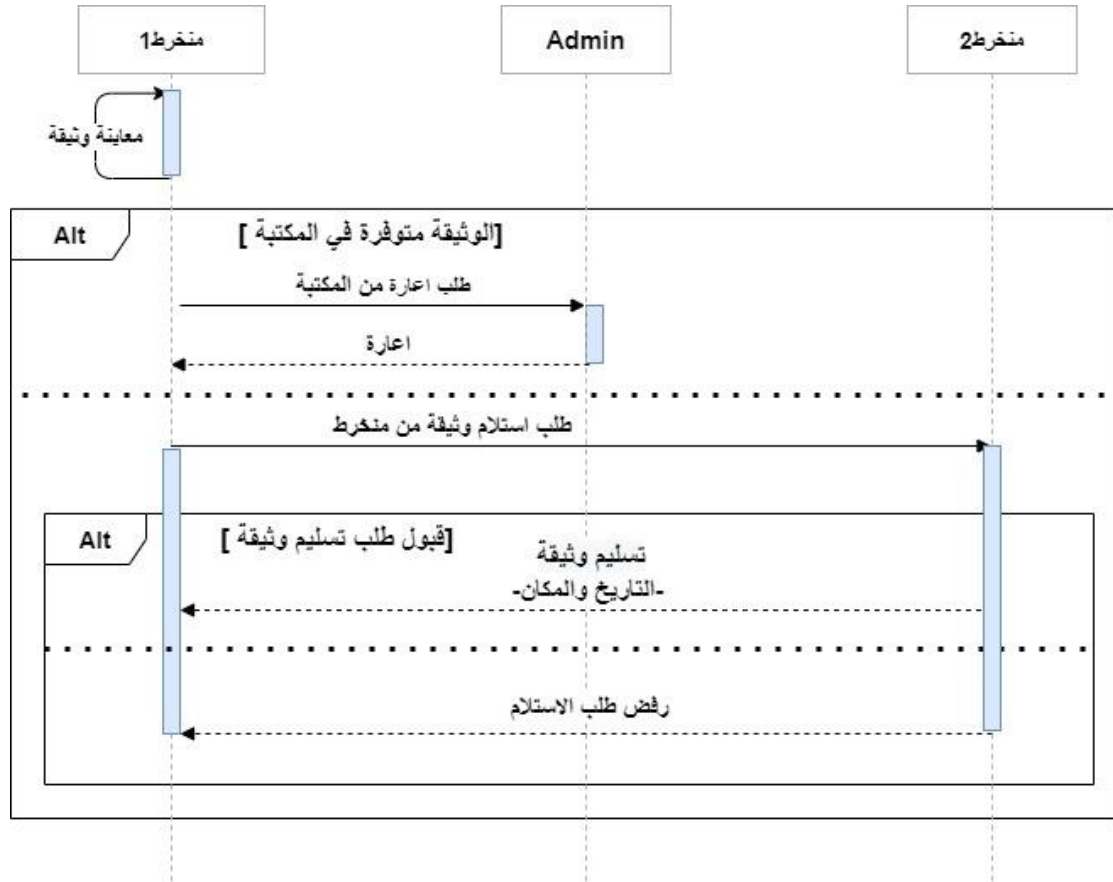 منخرط1
Admin
منخرط2
معاينة وثيقة
Alt
[الوثيقة متوفرة في المكتبة ]
طلب اعارة من المكتبة
اعارة
طلب استلام وثيقة من منخرط
Alt
[قبول طلب تسليم وثيقة ]
تسليم وثيقة
-التاريخ والمكان-
رفض طلب الاستلام